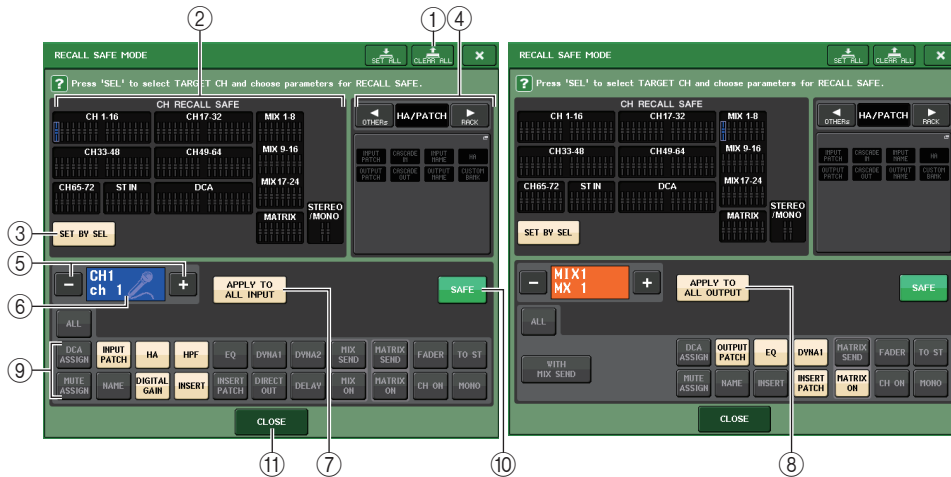 ① ② ④
RECALL SAFE MODE
SET ALL
CLEAR ALL
×
? Press 'SEL' to select TARGET CH and choose parameters for RECALL SAFE.
CH RECALL SAFE
CH 1-16 CH17-32 MIX 1-8
CH33-48 CH49-64 MIX 9-16
CH65-72 ST IN DCA MIX17-24
MATRIX STEREO
/MONO
OTHERs HA/PATCH RACK
INPUT PATCH CASCADE IN INPUT NAME HA
OUTPUT PATCH CASCADE OUT OUTPUT NAME CUSTOM BANK
③ SET BY SEL
⑤ − CH1
⑥ ch 1 +
APPLY TO
ALL INPUT
SAFE
ALL
⑨
DCA ASSIGN INPUT PATCH HA HPF EQ DYNA1 DYNA2 MIX SEND MATRIX SEND FADER TO ST
MUTE ASSIGN NAME DIGITAL GAIN INSERT INSERT PATCH DIRECT OUT DELAY MIX ON MATRIX ON CH ON MONO
CLOSE
⑪ ⑦ ⑩
RECALL SAFE MODE
SET ALL
CLEAR ALL
×
? Press 'SEL' to select TARGET CH and choose parameters for RECALL SAFE.
CH RECALL SAFE
CH 1-16 CH17-32 MIX 1-8
CH33-48 CH49-64 MIX 9-16
CH65-72 ST IN DCA MIX17-24
MATRIX STEREO
/MONO
OTHERs HA/PATCH RACK
INPUT PATCH CASCADE IN INPUT NAME HA
OUTPUT PATCH CASCADE OUT OUTPUT NAME CUSTOM BANK
SET BY SEL
− MIX1
MX 1 +
APPLY TO
ALL OUTPUT
SAFE
ALL
WITH
MIX SEND
DCA ASSIGN OUTPUT PATCH EQ DYNA1 MATRIX SEND FADER TO ST
MUTE ASSIGN NAME INSERT INSERT PATCH MATRIX ON CH ON MONO
CLOSE
⑧